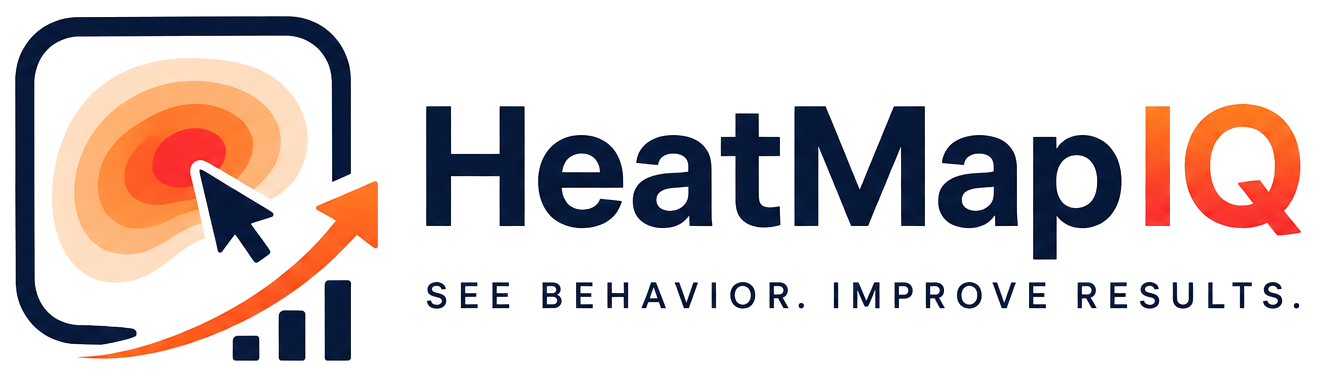 HeatMapIQ
SEE BEHAVIOR. IMPROVE RESULTS.